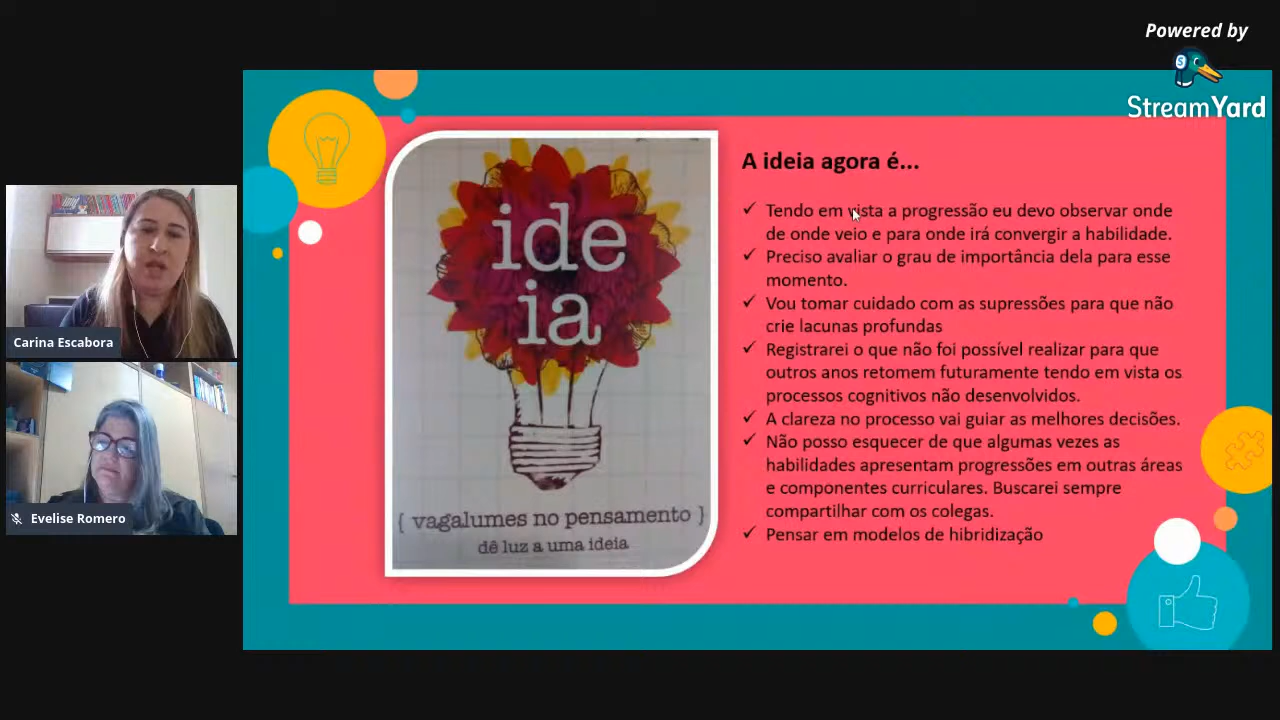 Powered by
StreamYard
Carina Escabora
Evelise Romero
ide
ia
{ vagalumes no pensamento }
dê luz a uma ideia
A ideia agora é...
✓ Tendo em vista a progressão eu devo observar onde
de onde veio e para onde irá convergir a habilidade.
✓ Preciso avaliar o grau de importância dela para esse
momento.
✓ Vou tomar cuidado com as supressões para que não
crie lacunas profundas
✓ Registrarei o que não foi possível realizar para que
outros anos retomem futuramente tendo em vista os
processos cognitivos não desenvolvidos.
✓ A clareza no processo vai guiar as melhores decisões.
✓ Não posso esquecer de que algumas vezes as
habilidades apresentam progressões em outras áreas
e componentes curriculares. Buscarei sempre
compartilhar com os colegas.
✓ Pensar em modelos de hibridização